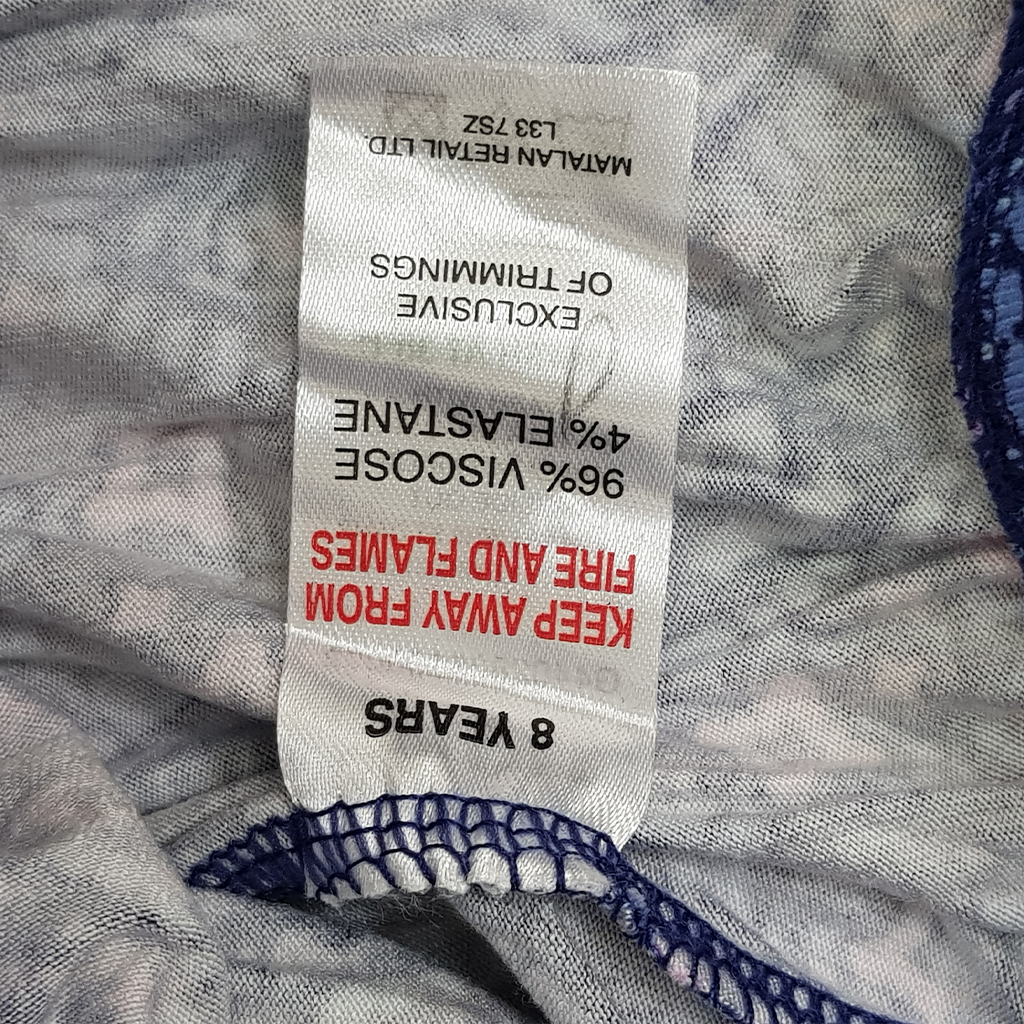 8 YEARS
KEEP AWAY FROM
FIRE AND FLAMES
96% VISCOSE
4% ELASTANE
EXCLUSIVE
OF TRIMMINGS
MATALAN RETAIL LTD.
L33 7SZ